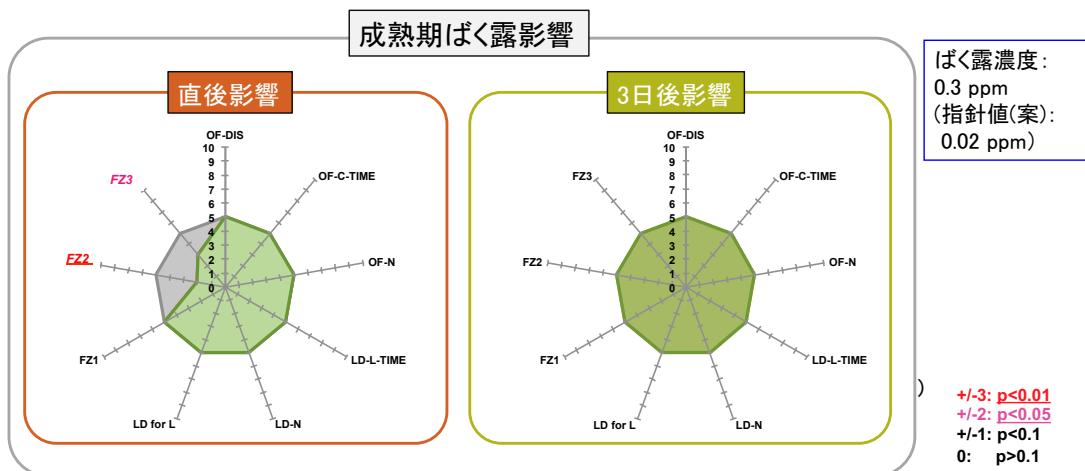 成熟期ばく露影響
ばく露濃度:
0.3 ppm
(指針値(案):
0.02 ppm)
直後影響
OF-DIS
OF-C-TIME
OF-N
LD-L-TIME
LD-N
LD for L
FZ1
FZ2
FZ3
10
9
8
7
6
5
4
3
2
1
0
3日後影響
OF-DIS
OF-C-TIME
OF-N
LD-L-TIME
LD-N
LD for L
FZ1
FZ2
FZ3
10
9
8
7
6
5
4
3
2
1
0
)
+/-3: p<0.01
+/-2: p<0.05
+/-1: p<0.1
0: p>0.1